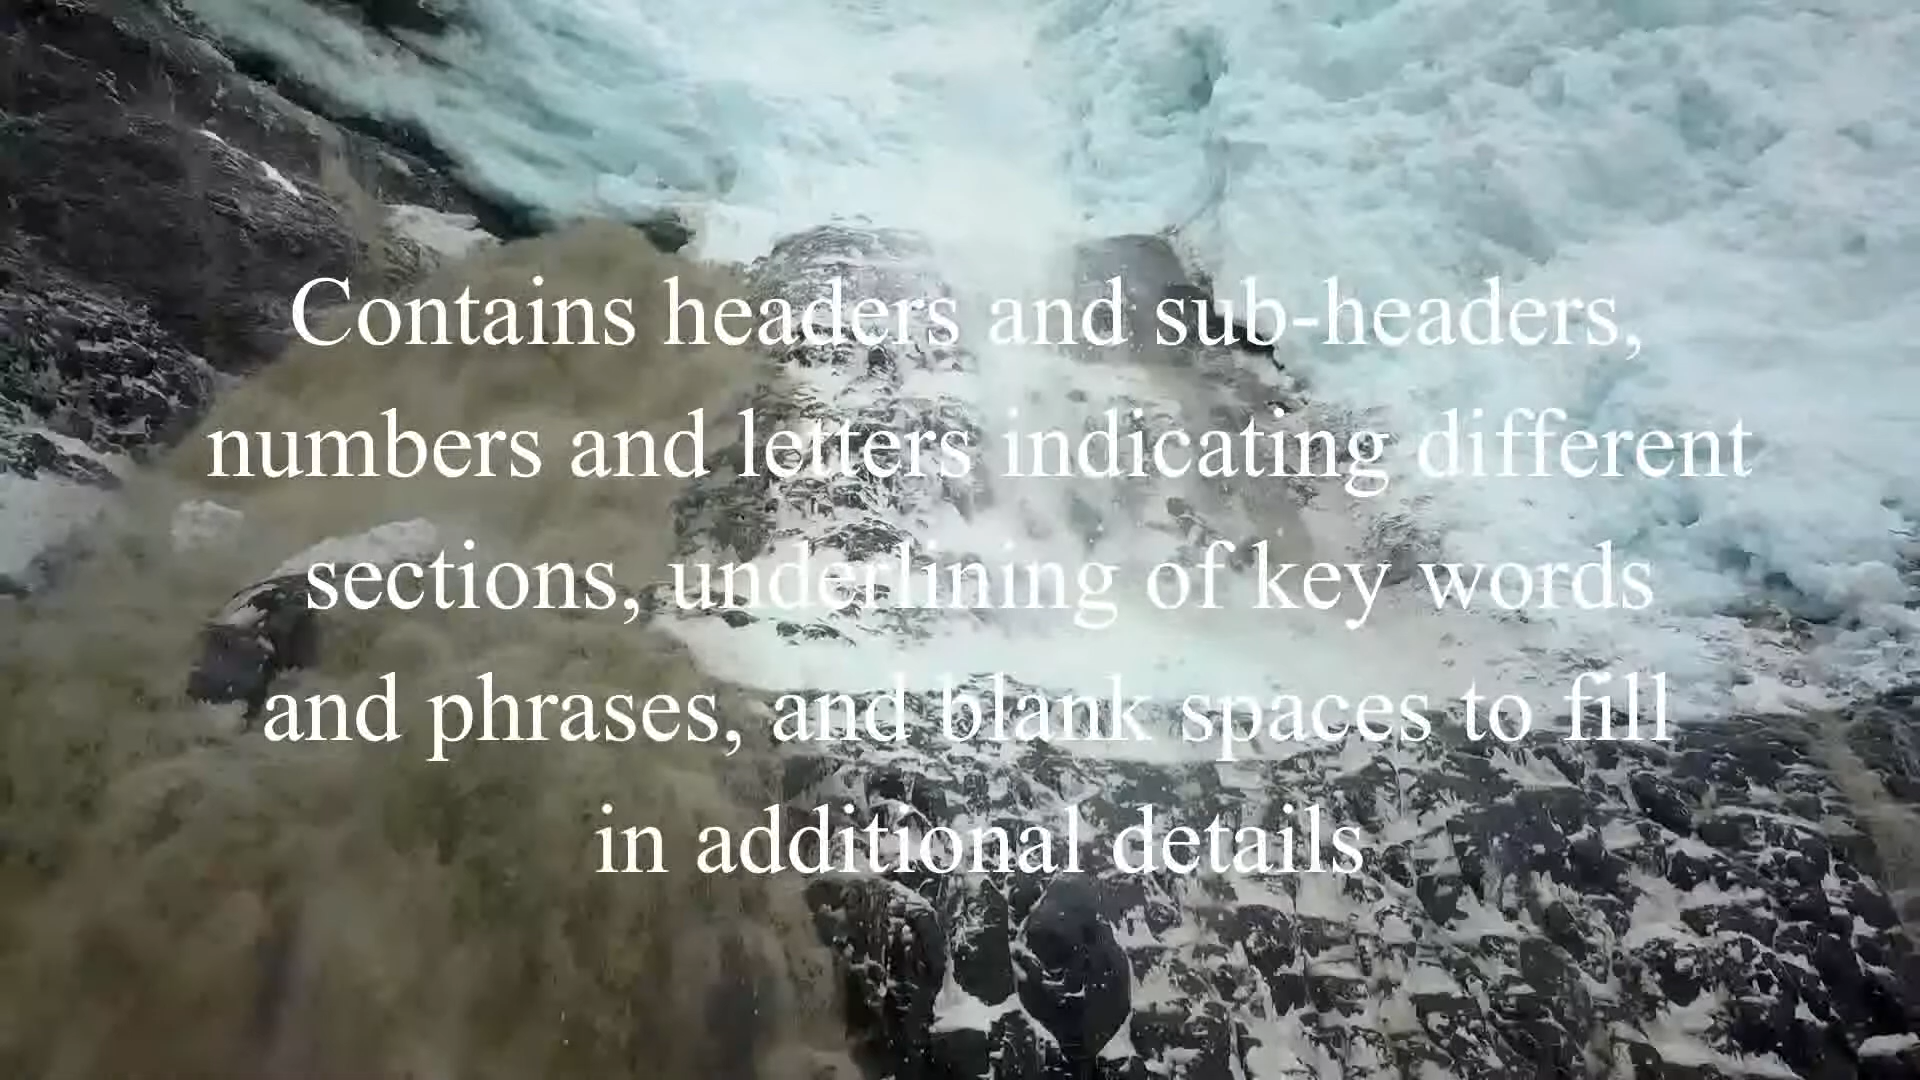 Contains headers and sub-headers,
numbers and letters indicating different
sections, underlining of key words
and phrases, and blank spaces to fill
in additional details